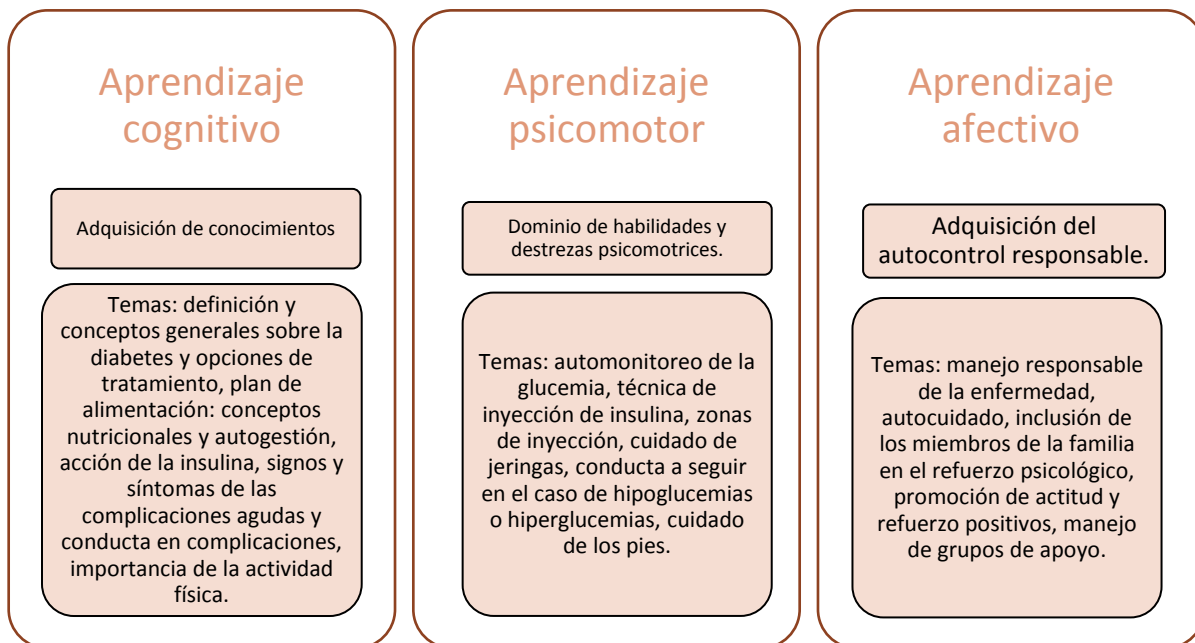 Aprendizaje
cognitivo
Adquisición de conocimientos
Temas: definición y
conceptos generales sobre la
diabetes y opciones de
tratamiento, plan de
alimentación: conceptos
nutricionales y autogestión,
acción de la insulina, signos y
síntomas de las
complicaciones agudas y
conducta en complicaciones,
importancia de la actividad
física.
Aprendizaje
psicomotor
Dominio de habilidades y
destrezas psicomotrices.
Temas: automonitoreo de la
glucemia, técnica de
inyección de insulina, zonas
de inyección, cuidado de
jeringas, conducta a seguir
en el caso de hipoglucemias
o hiperglucemias, cuidado
de los pies.
Aprendizaje
afectivo
Adquisición del
autocontrol responsable.
Temas: manejo responsable
de la enfermedad,
autocuidado, inclusión de
los miembros de la familia
en el refuerzo psicológico,
promoción de actitud y
refuerzo positivos, manejo
de grupos de apoyo.